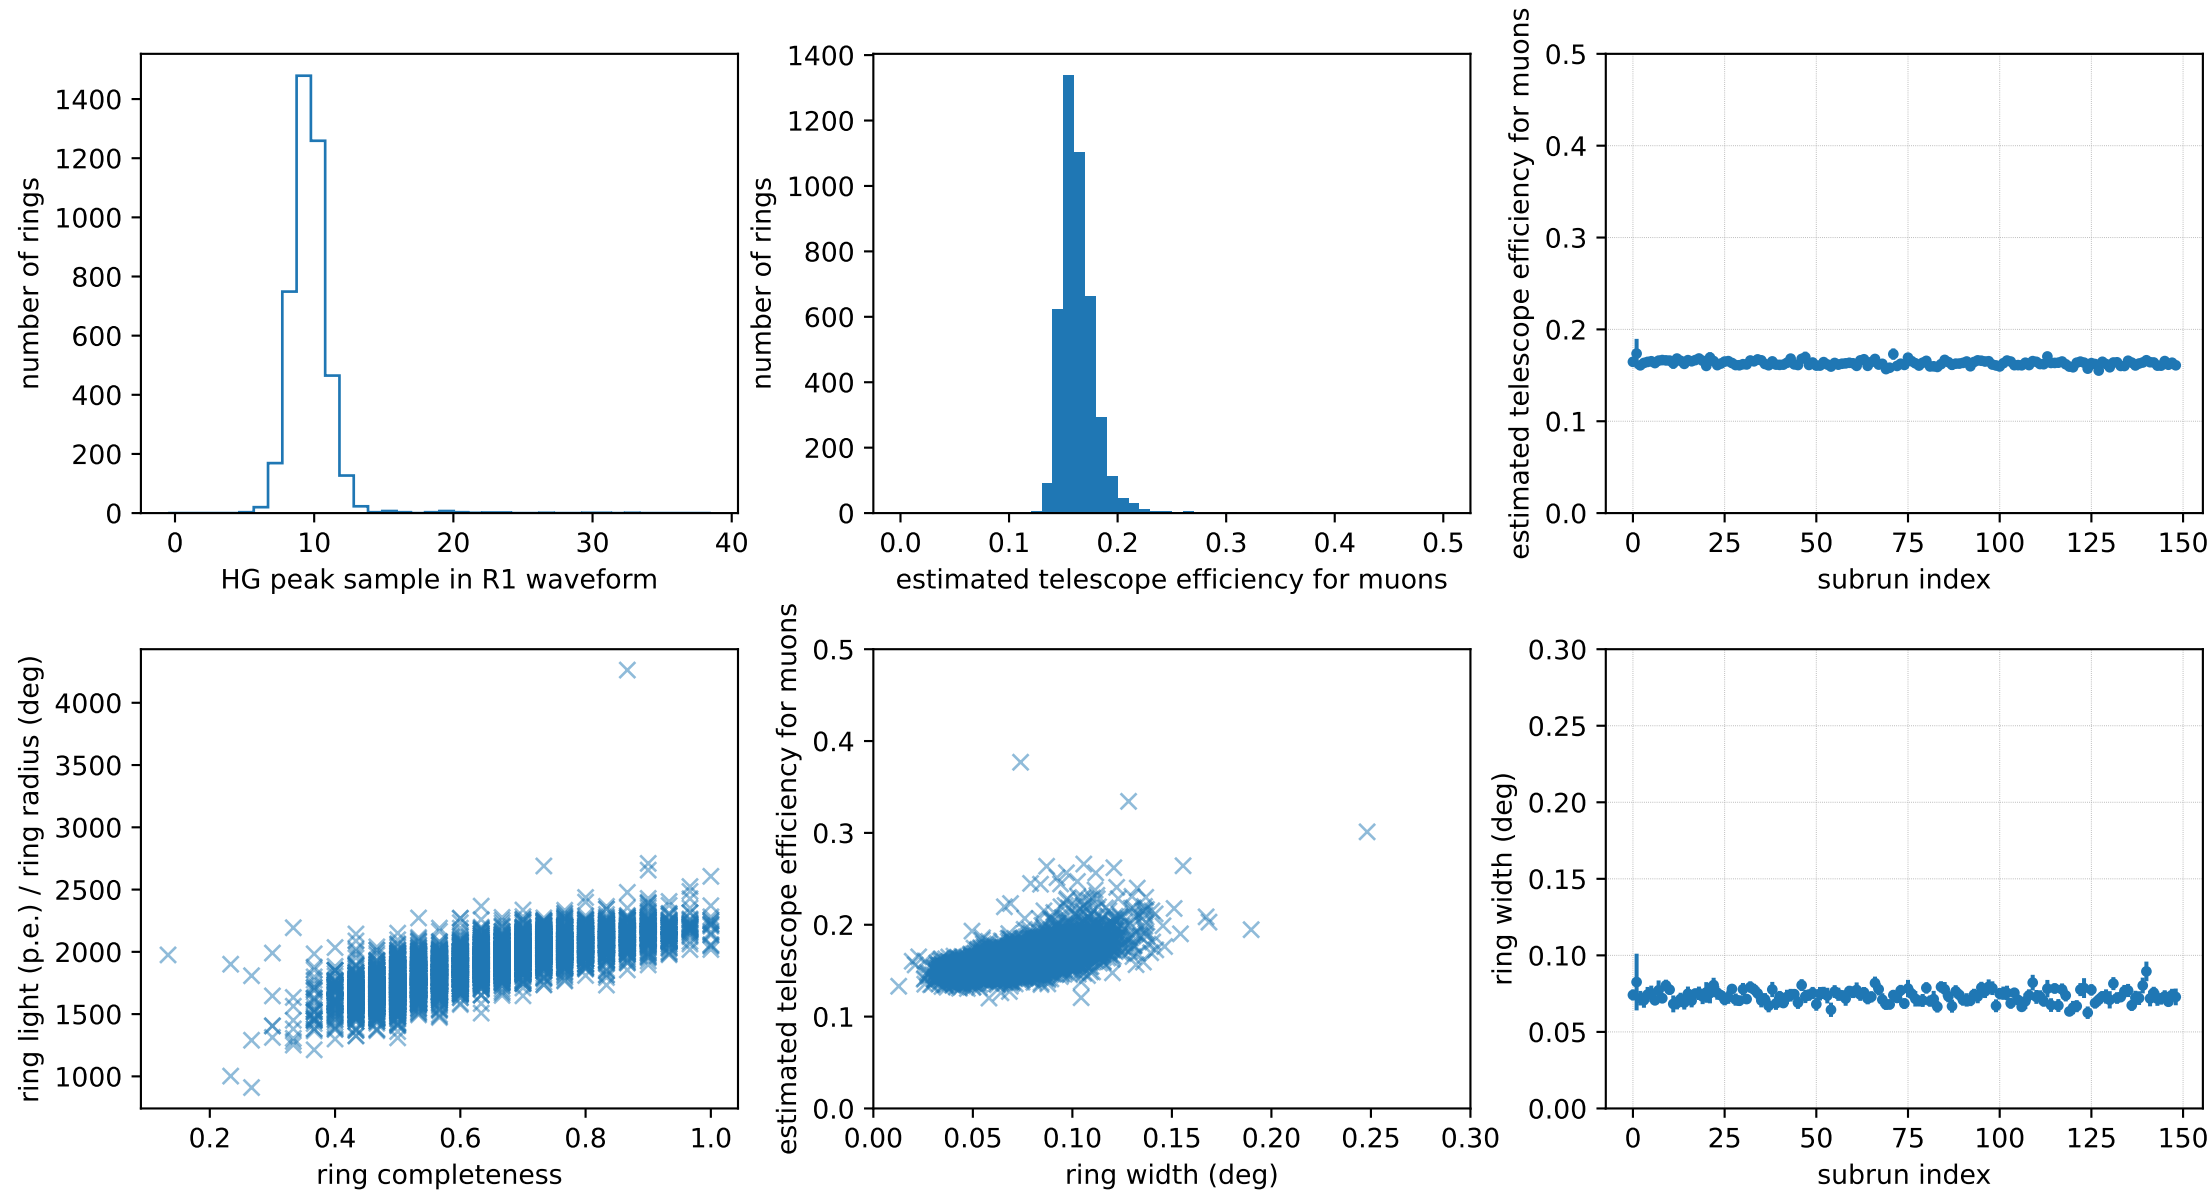 number of rings
1400
1200
1000
800
600
400
200
0
0 10 20 30 40
HG peak sample in R1 waveform
number of rings
1400
1200
1000
800
600
400
200
0
0.0 0.1 0.2 0.3 0.4 0.5
estimated telescope efficiency for muons
estimated telescope efficiency for muons
0.5
0.4
0.3
0.2
0.1
0.0
0 25 50 75 100 125 150
subrun index
ring light (p.e.) / ring radius (deg)
4000
3500
3000
2500
2000
1500
1000
0.2 0.4 0.6 0.8 1.0
ring completeness
estimated telescope efficiency for muons
0.5
0.4
0.3
0.2
0.1
0.0
0.00 0.05 0.10 0.15 0.20 0.25 0.30
ring width (deg)
ring width (deg)
0.30
0.25
0.20
0.15
0.10
0.05
0.00
0 25 50 75 100 125 150
subrun index